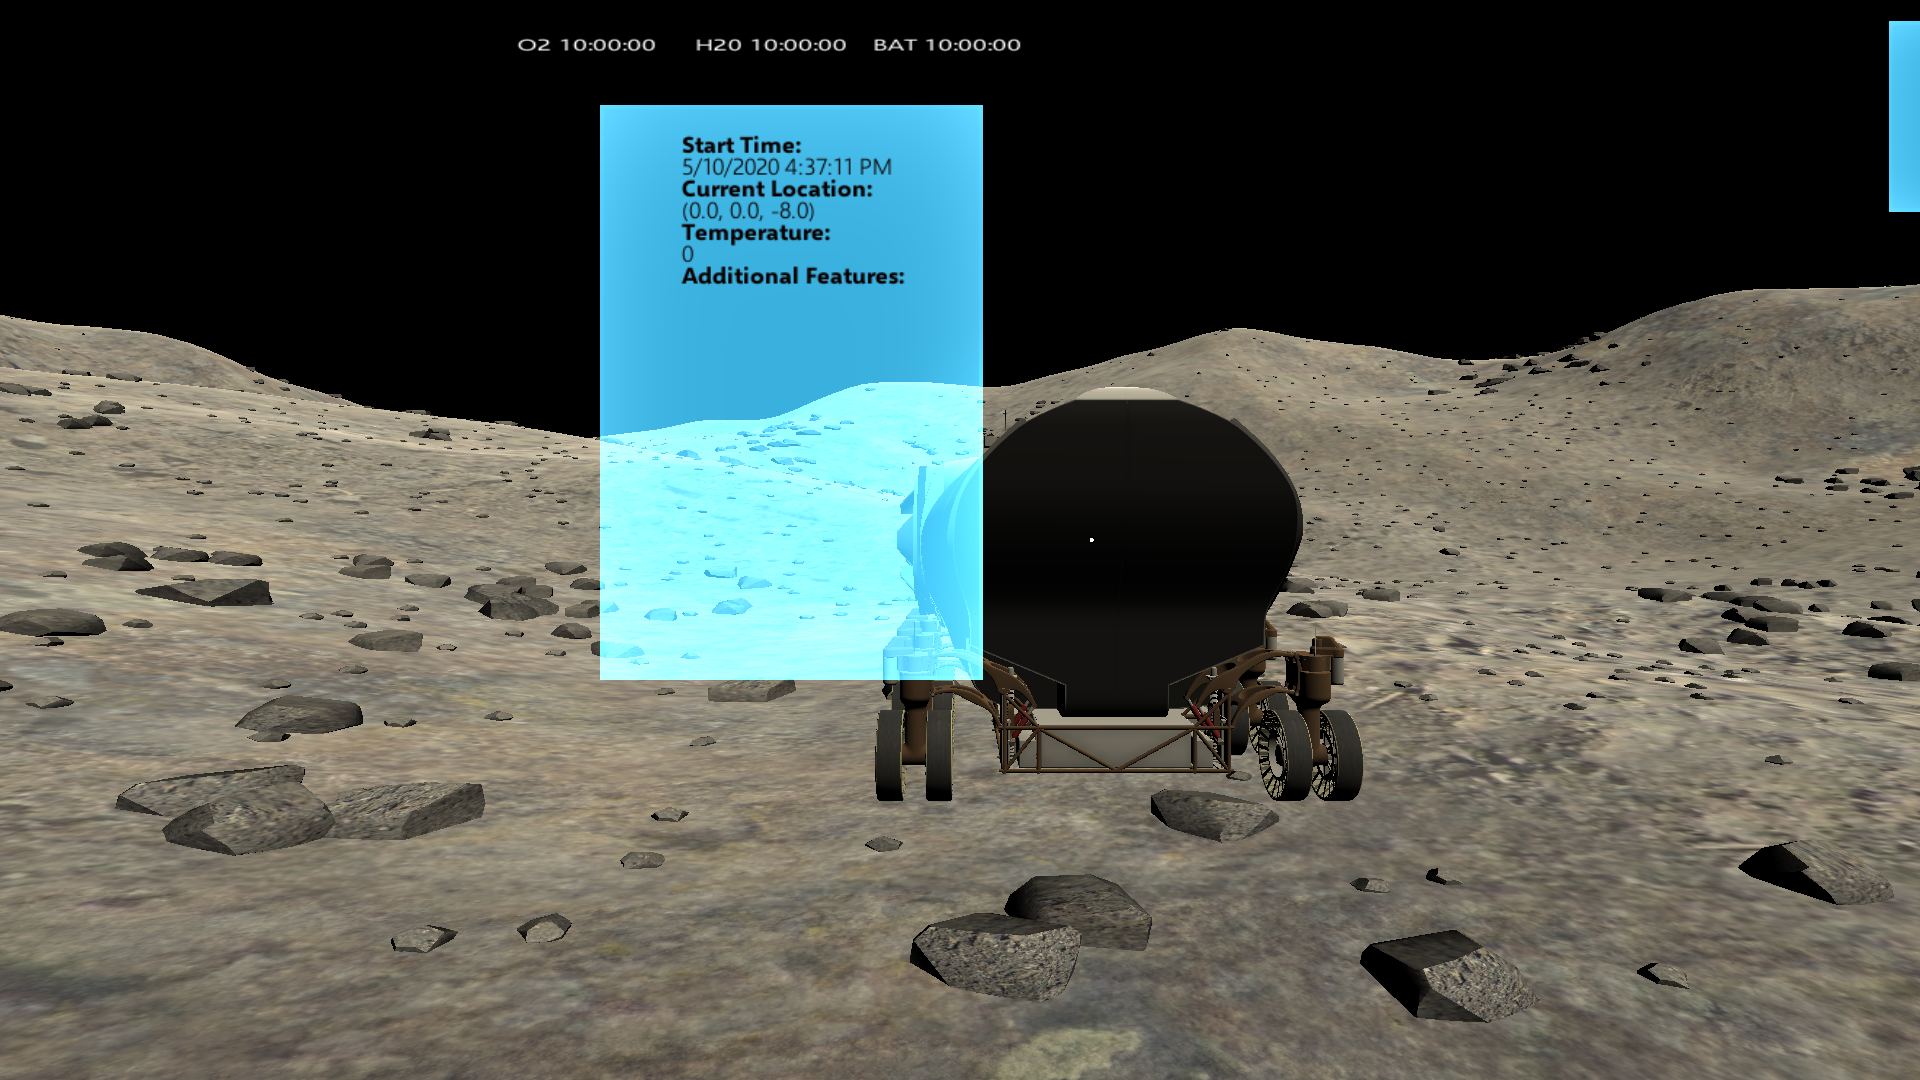 O2 10:00:00 H20 10:00:00 BAT 10:00:00
Start Time:
5/10/2020 4:37:11 PM
Current Location:
(0.0, 0.0, -8.0)
Temperature:
0
Additional Features: